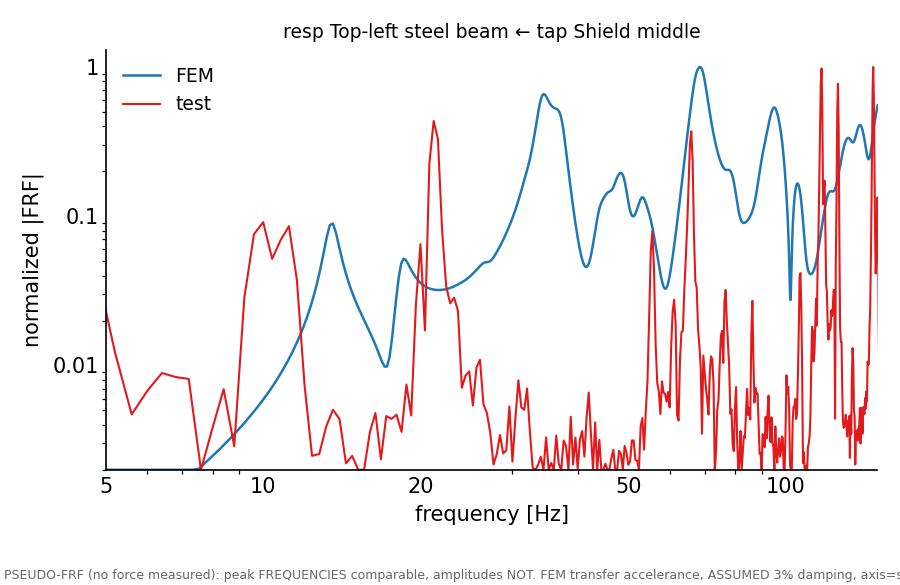 resp Top-left steel beam ← tap Shield middle
FEM
test
normalized |FRF|
1
0.1
0.01
5 10 20 50 100
frequency [Hz]
PSEUDO-FRF (no force measured): peak FREQUENCIES comparable, amplitudes NOT. FEM transfer accelerance, ASSUMED 3% damping, axis=s